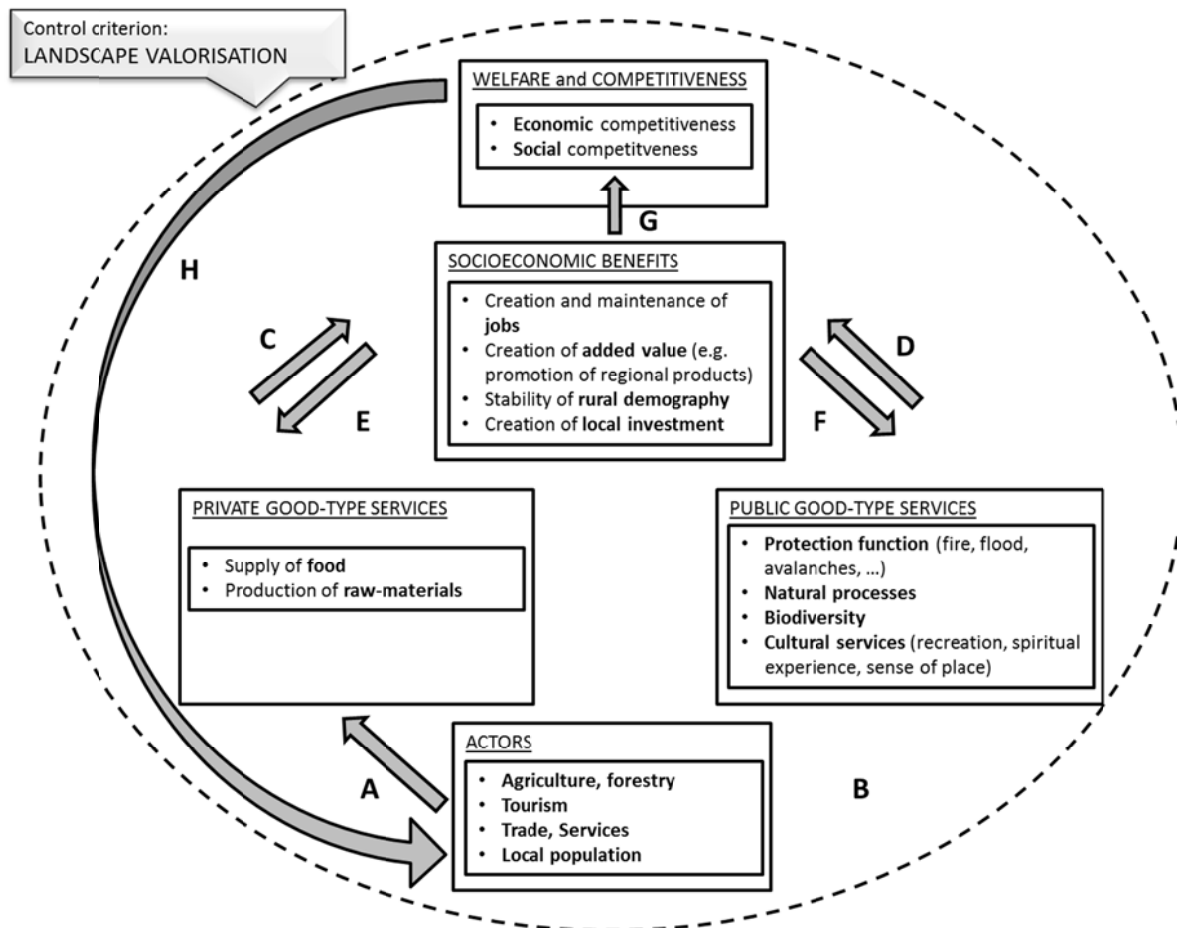 Control criterion:
LANDSCAPE VALORISATION
WELFARE and COMPETITIVENESS
• Economic competitiveness
• Social competitveness
G
H
SOCIOECONOMIC BENEFITS
• Creation and maintenance of
jobs
• Creation of added value (e.g.
promotion of regional products)
• Stability of rural demography
• Creation of local investment
C
E
D
F
PRIVATE GOOD-TYPE SERVICES
• Supply of food
• Production of raw-materials
PUBLIC GOOD-TYPE SERVICES
• Protection function (fire, flood,
avalanches, ...)
• Natural processes
• Biodiversity
• Cultural services (recreation, spiritual
experience, sense of place)
ACTORS
• Agriculture, forestry
• Tourism
• Trade, Services
• Local population
A
B